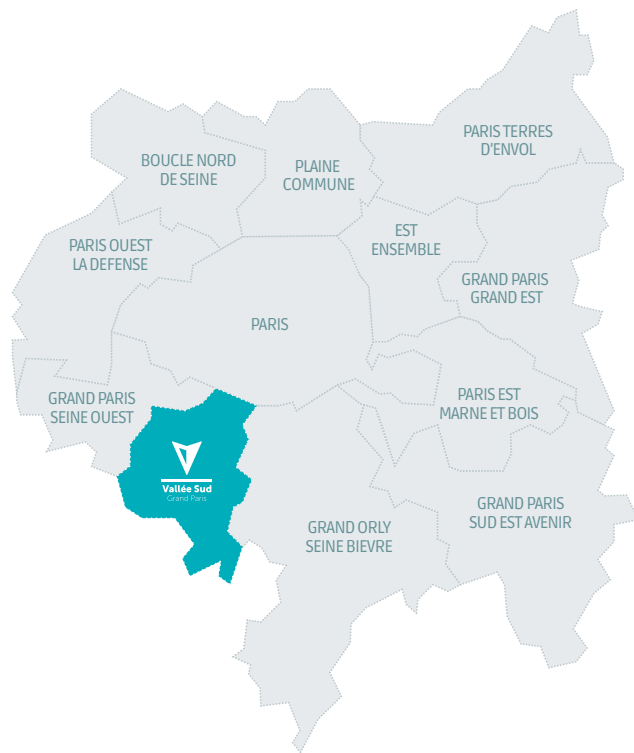 PARIS TERRES
D'ENVOL
BOUCLE NORD
DE SEINE
PLAINE
COMMUNE
EST
ENSEMBLE
PARIS OUEST
LA DEFENSE
GRAND PARIS
GRAND EST
PARIS
GRAND PARIS
SEINE OUEST
PARIS EST
MARNE ET BOIS
Vallée Sud
Grand Paris
GRAND PARIS
SUD EST AVENIR
GRAND ORLY
SEINE BIEVRE